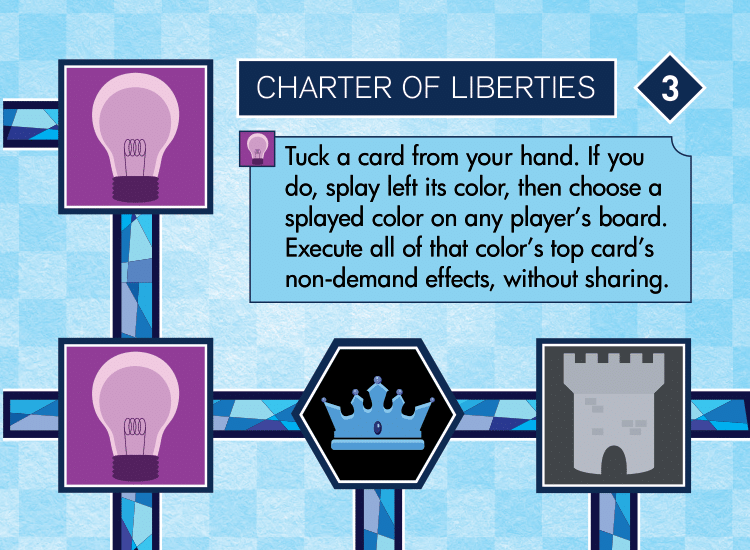 CHARTER OF LIBERTIES
3
Tuck a card from your hand. If you
do, splay left its color, then choose a
splayed color on any player's board.
Execute all of that color's top card's
non-demand effects, without sharing.